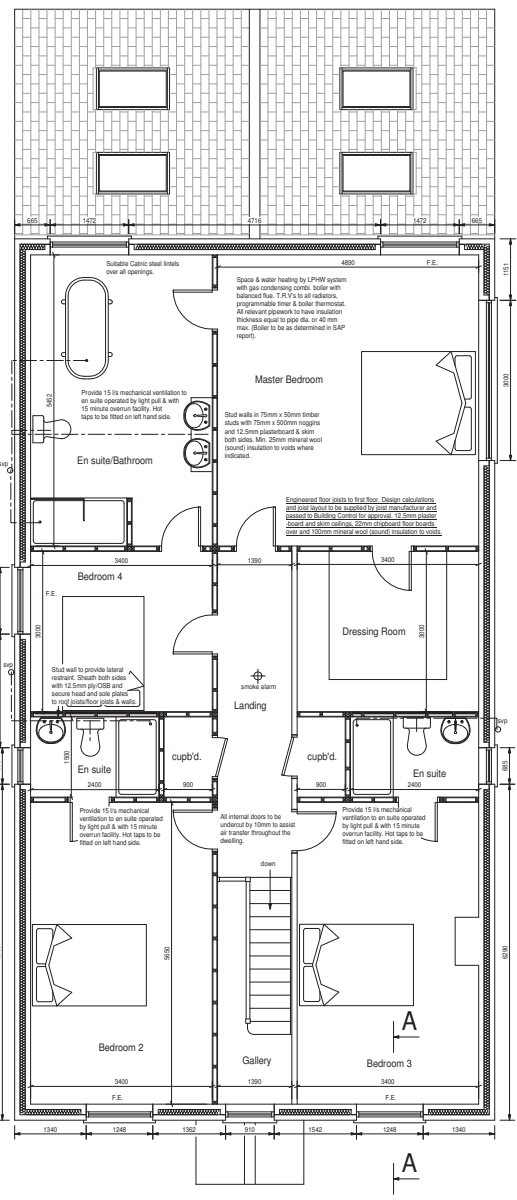 665
1472
4716
1472
665
Suitable Catnic steel lintels
over all openings.
4890
F.E.
1151
Space & water heating by LPHW system
with gas condensing combi. boiler with
balanced flue. T.R.V's to all radiators,
programmable timer & boiler thermostat.
All relevant pipework to have insulation
thickness equal to pipe dia. or 40 mm
max. (Boiler to be as determined in SAP
report).
3000
Master Bedroom
5452
Provide 15 l/s mechanical ventilation to
en suite operated by light pull & with
15 minute overrun facility. Hot
taps to be fitted on left hand side.
Stud walls in 75mm x 50mm timber
studs with 75mm x 500mm noggins
and 12.5mm plasterboard & skim
both sides. Min. 25mm mineral wool
(sound) insulation to voids where
indicated.
svp
En suite/Bathroom
Engineered floor joists to first floor. Design calculations
and joist layout to be supplied by joist manufacturer and
passed to Building Control for approval. 12.5mm plaster
-board and skim ceilings, 22mm chipboard floor boards
over and 100mm mineral wool (sound) insulation to voids.
3400
1390
3400
Bedroom 4
F.E.
3000
Dressing Room
3000
svp
Stud wall to provide lateral
restraint. Sheath both sides
with 12.5mm ply/OSB and
secure head and sole plates
to roof joists/floor joists & walls.
smoke alarm
Landing
svp
1500
cupb'd.
cupb'd.
En suite
En suite
685
2400
900
900
2400
Provide 15 l/s mechanical
ventilation to en suite operated
by light pull & with 15 minute
overrun facility. Hot taps to be
fitted on left hand side.
All internal doors to be
undercut by 10mm to assist
air transfer throughout the
dwelling.
Provide 15 l/s mechanical
ventilation to en suite operated
by light pull & with 15 minute
overrun facility. Hot taps to be
fitted on left hand side.
down
5650
6290
A
Bedroom 2
Gallery
Bedroom 3
3400
1390
3400
F.E.
F.E.
1340
1248
1362
910
1542
1248
1340
A